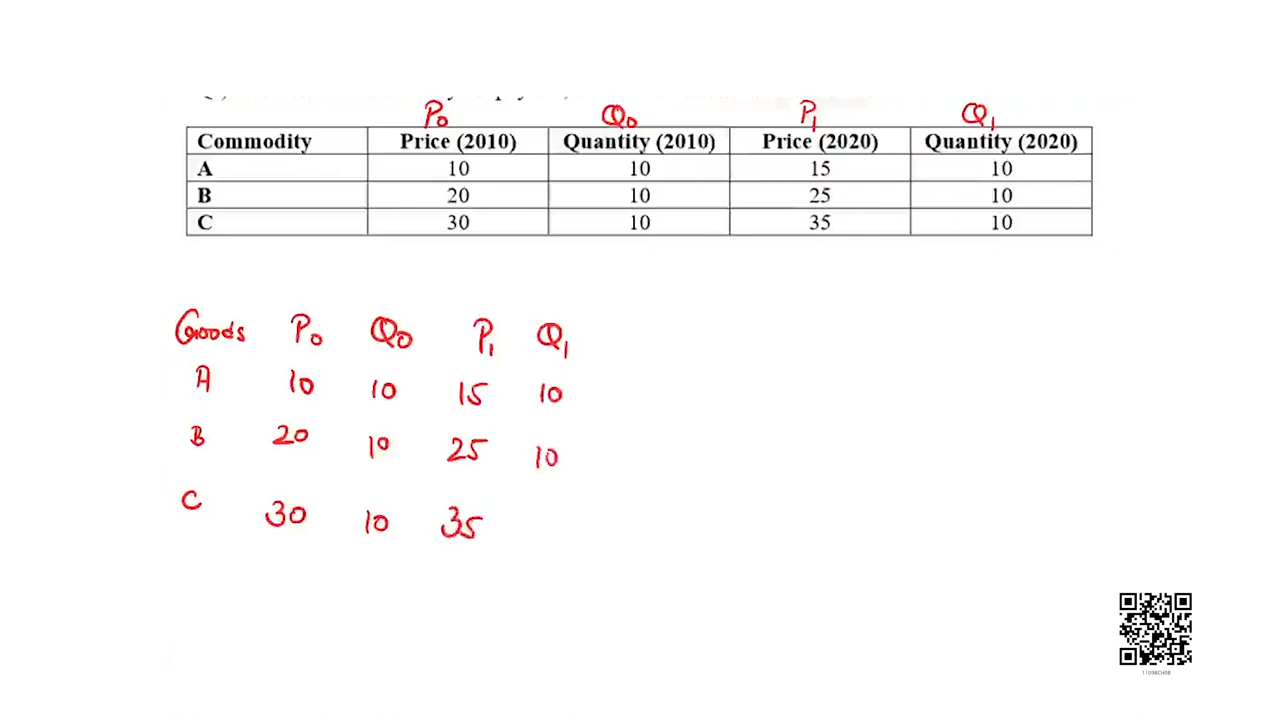 P0 Q0 P1 Q1
Commodity Price (2010) Quantity (2010) Price (2020) Quantity (2020)
A 10 10 15 10
B 20 10 25 10
C 30 10 35 10
Goods P0 Q0 P1 Q1
A 10 10 15 10
B 20 10 25 10
C 30 10 35